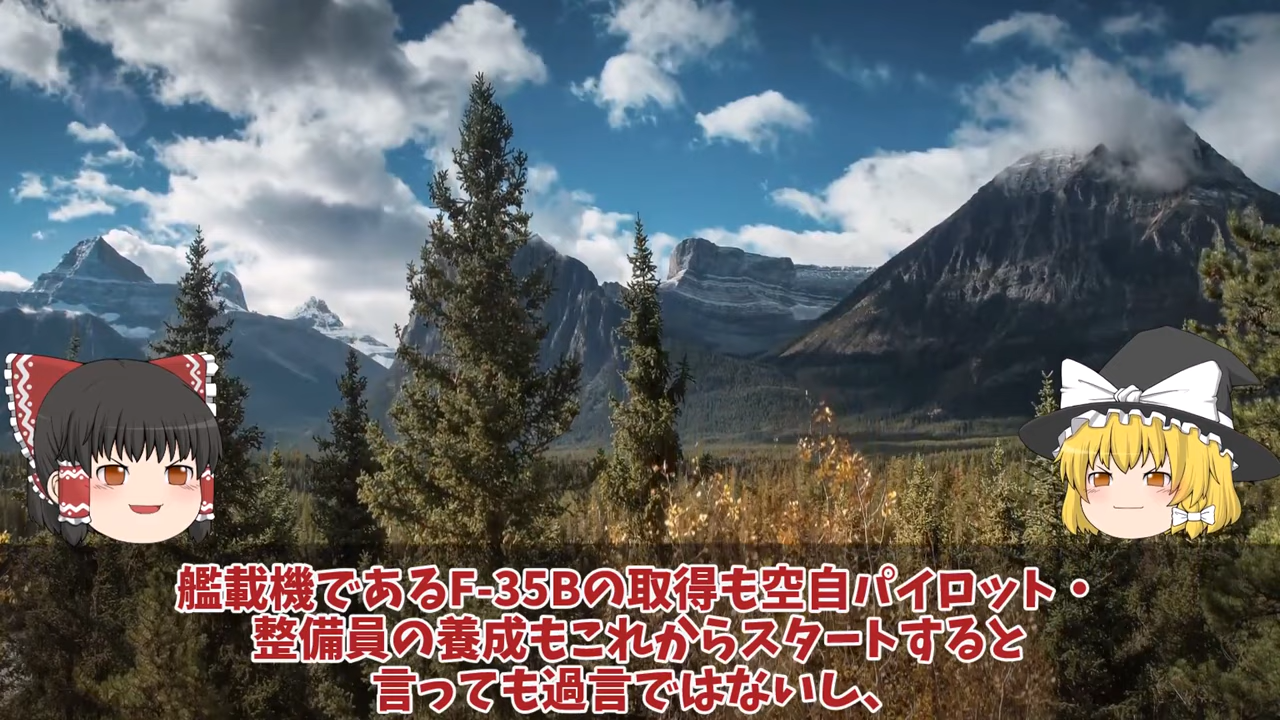 艦載機であるF-35Bの取得も空自パイロット・
整備員の養成もこれからスタートすると
言っても過言ではないし、